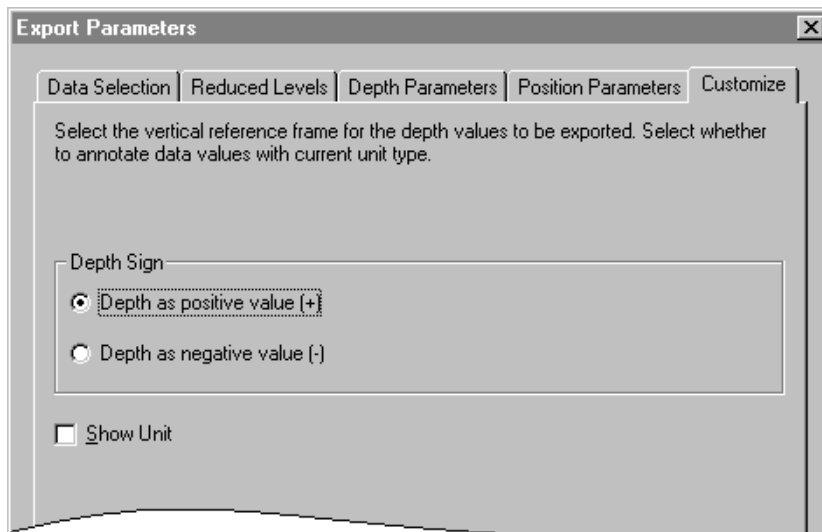 Export Parameters
Data Selection Reduced Levels Depth Parameters Position Parameters Customize
Select the vertical reference frame for the depth values to be exported. Select whether
to annotate data values with current unit type.
Depth Sign
Depth as positive value (+)
Depth as negative value (-)
Show Unit